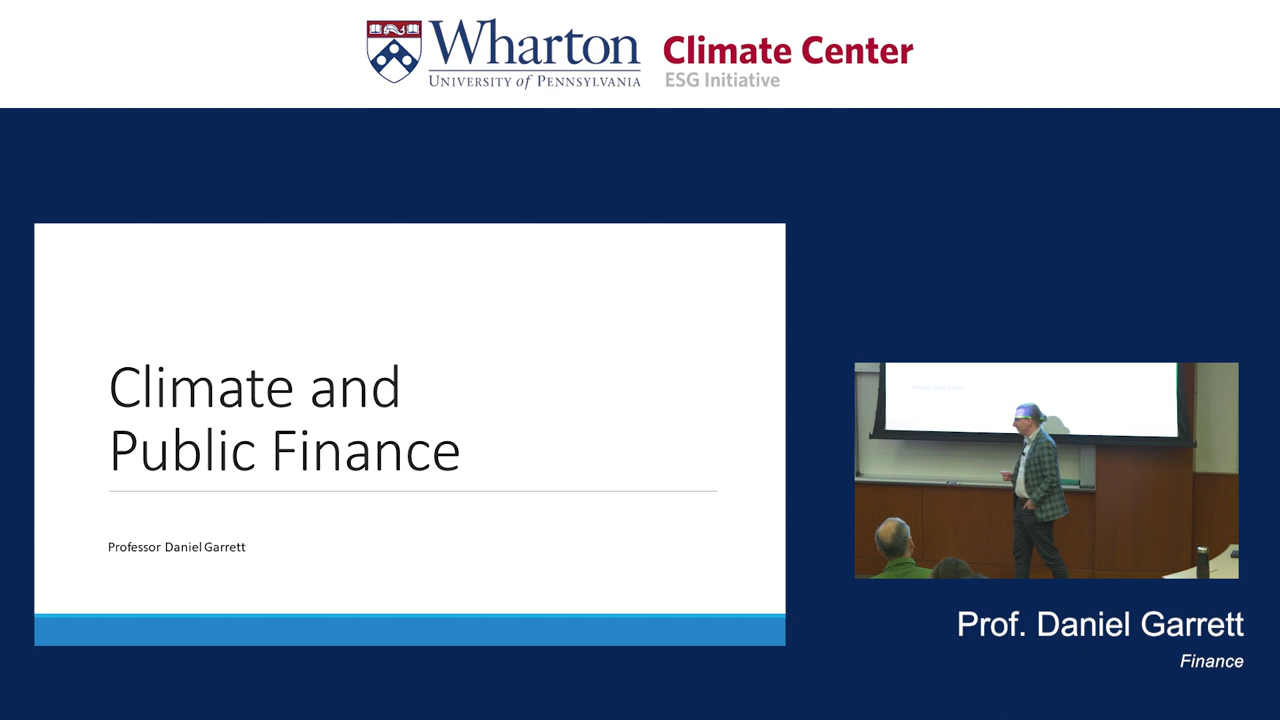 Wharton
UNIVERSITY of PENNSYLVANIA
Climate Center
ESG Initiative
Climate and
Public Finance
Professor Daniel Garrett
Prof. Daniel Garrett
Finance